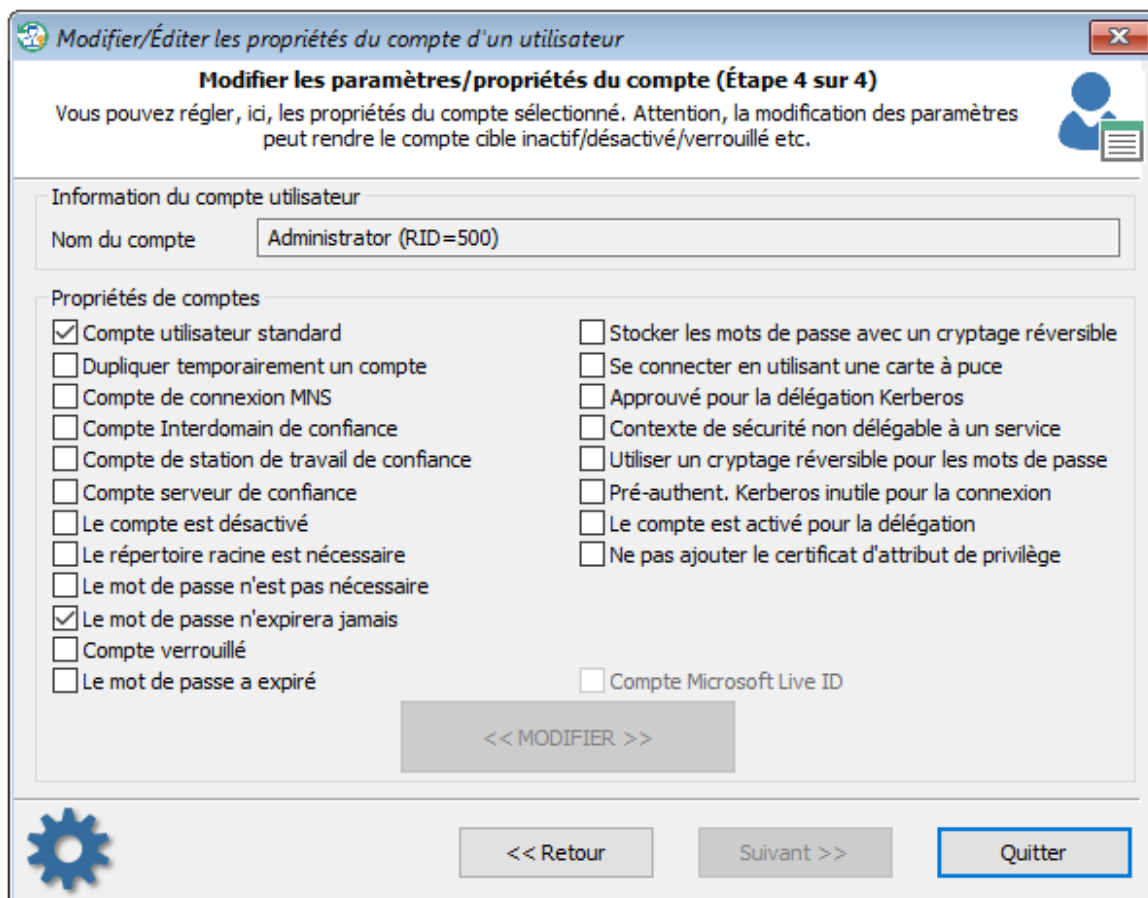 Modifier/Éditer les propriétés du compte d'un utilisateur
Modifier les paramètres/propriétés du compte (Étape 4 sur 4)
Vous pouvez régler, ici, les propriétés du compte sélectionné. Attention, la modification des paramètres
peut rendre le compte cible inactif/désactivé/verrouillé etc.
Information du compte utilisateur
Nom du compte
Administrator (RID=500)
Propriétés de comptes
Compte utilisateur standard
Dupliquer temporairement un compte
Compte de connexion MNS
Compte Interdomain de confiance
Compte de station de travail de confiance
Compte serveur de confiance
Le compte est désactivé
Le répertoire racine est nécessaire
Le mot de passe n'est pas nécessaire
Le mot de passe n'expirera jamais
Compte verrouillé
Le mot de passe a expiré
Stocker les mots de passe avec un cryptage réversible
Se connecter en utilisant une carte à puce
Approuvé pour la délégation Kerberos
Contexte de sécurité non délégable à un service
Utiliser un cryptage réversible pour les mots de passe
Pré-authent. Kerberos inutile pour la connexion
Le compte est activé pour la délégation
Ne pas ajouter le certificat d'attribut de privilège
Compte Microsoft Live ID
<< MODIFIER >>
<< Retour
Suivant >>
Quitter